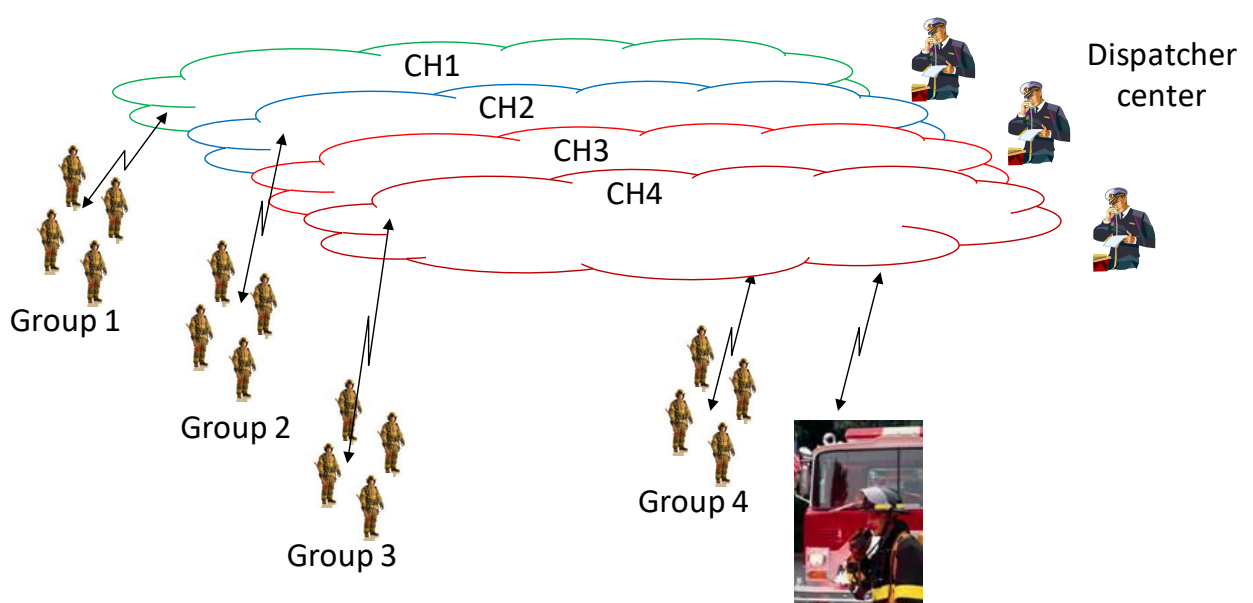 CH1
CH2
CH3
CH4
Dispatcher
center
Group 1
Group 2
Group 3
Group 4